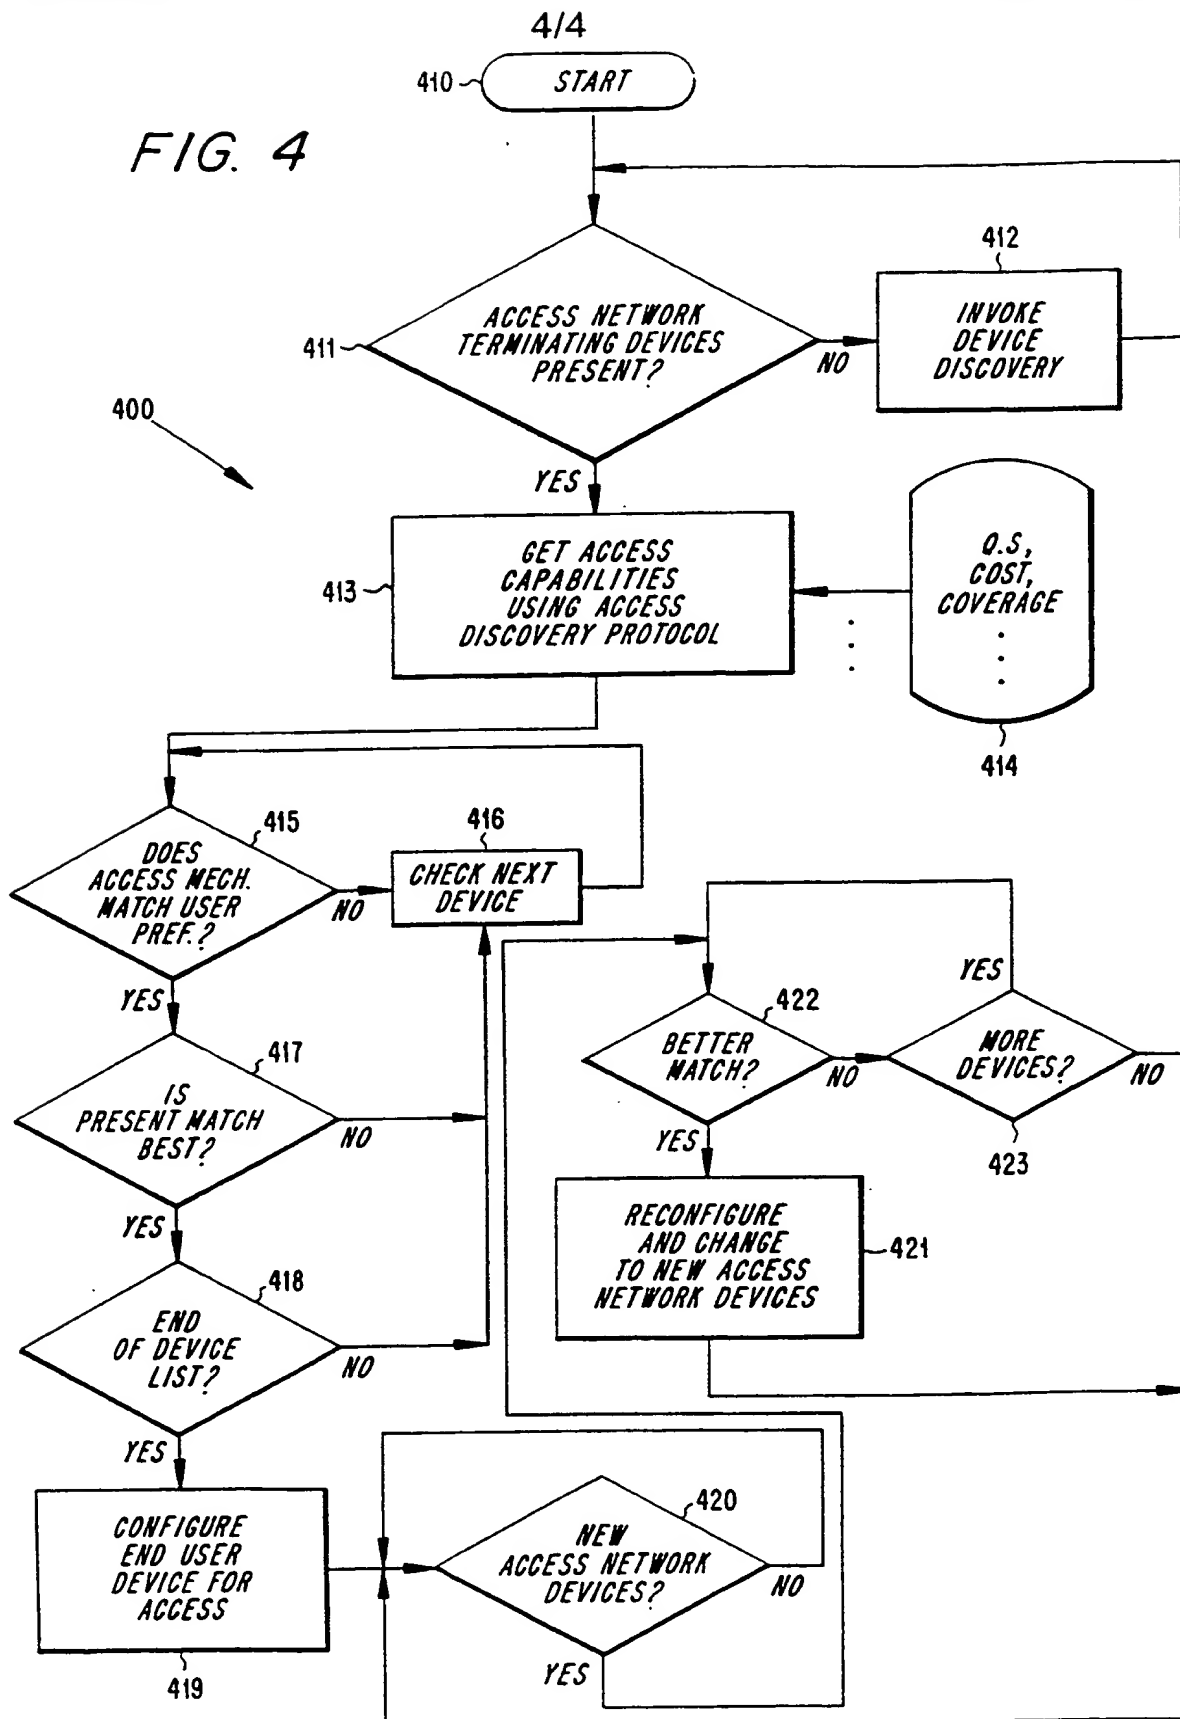 4/4
410
START
FIG. 4
412
411
ACCESS NETWORK
TERMINATING DEVICES
PRESENT?
NO
INVOKE
DEVICE
DISCOVERY
400
YES
413
GET ACCESS
CAPABILITIES
USING ACCESS
DISCOVERY PROTOCOL
Q.S,
COST,
COVERAGE
414
415
DOES
ACCESS MECH.
MATCH USER
PREF.?
NO
416
CHECK NEXT
DEVICE
YES
417
IS
PRESENT MATCH
BEST?
NO
YES
422
BETTER
MATCH?
NO
YES
MORE
DEVICES?
NO
423
YES
418
END
OF DEVICE
LIST?
NO
RECONFIGURE
AND CHANGE
TO NEW ACCESS
NETWORK DEVICES
421
YES
CONFIGURE
END USER
DEVICE FOR
ACCESS
419
420
NEW
ACCESS NETWORK
DEVICES?
NO
YES